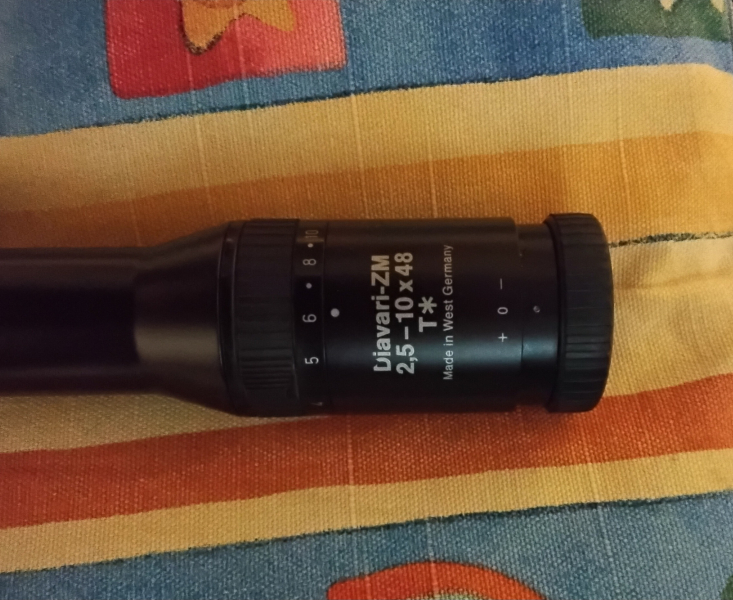 Diavari-ZM
2,5–10x48
T*
Made in West Germany
5 6 • 8 • 10
+ 0 –